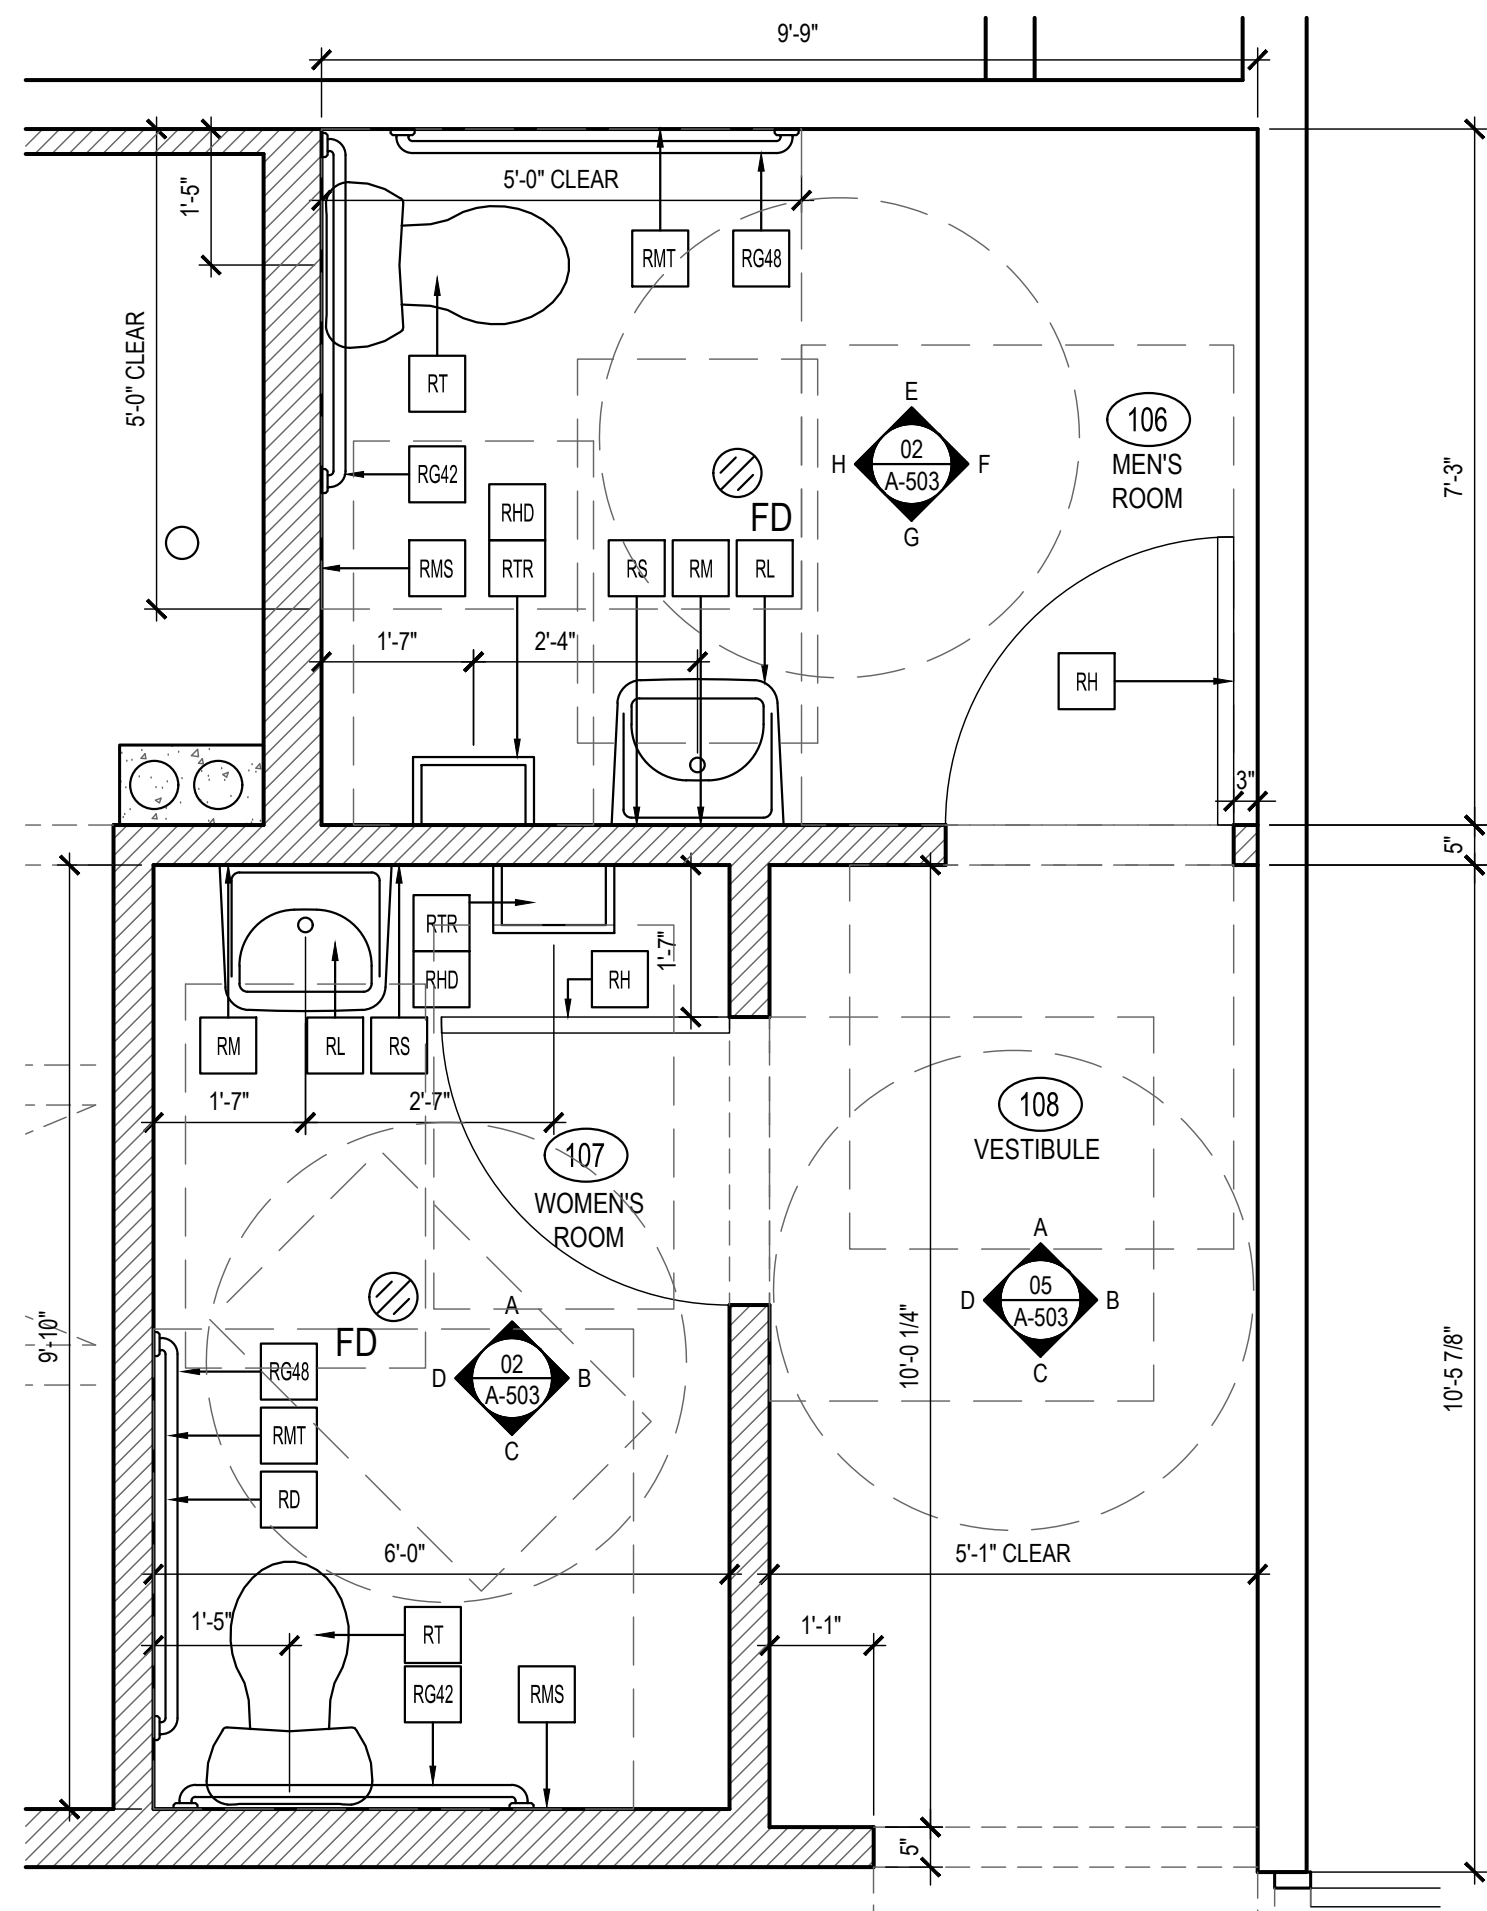 9'-9"
1'-5"
5'-0" CLEAR
RMT
RG48
5'-0" CLEAR
RT
E
106
02
H
F
A-503
MEN'S
ROOM
RG42
7'-3"
RHD
FD
G
RMS
RTR
RS
RM
RL
1'-7"
2'-4"
RH
3"
5"
RTR
1'-7"
RHD
RH
RM
RL
RS
1'-7"
2'-7"
108
VESTIBULE
107
WOMEN'S
ROOM
A
05
D
B
A-503
C
A
FD
9'-10"
10'-0 1/4"
10'-5 7/8"
RG48
02
D
B
A-503
RMT
C
RD
6'-0"
5'-1" CLEAR
1'-5"
RT
1'-1"
RG42
RMS
5"